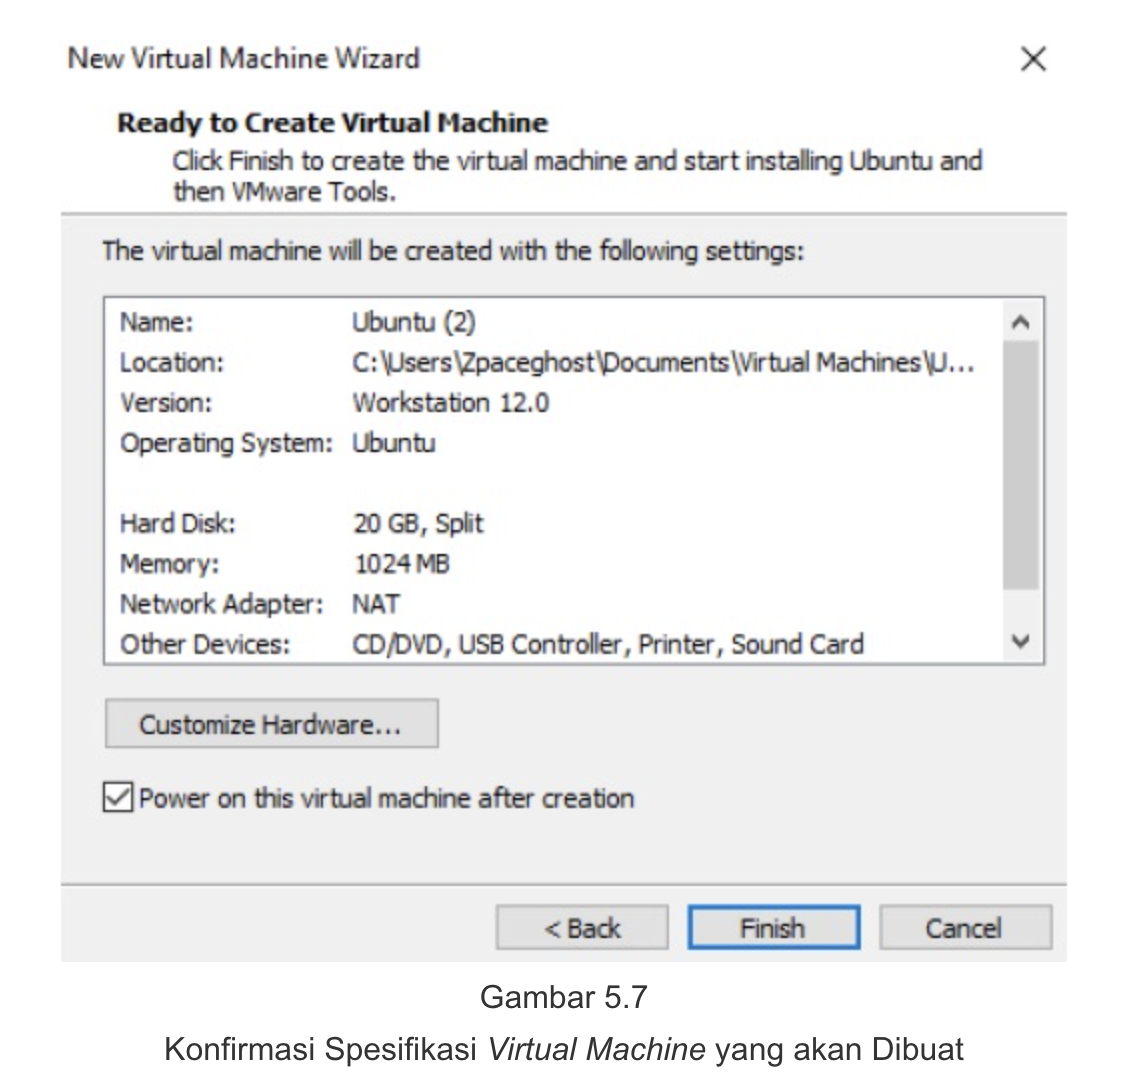 New Virtual Machine Wizard
Ready to Create Virtual Machine
Click Finish to create the virtual machine and start installing Ubuntu and
then VMware Tools.
The virtual machine will be created with the following settings:
Name: Ubuntu (2)
Location: C:\Users\Zpaceghost\Documents\Virtual Machines\U...
Version: Workstation 12.0
Operating System: Ubuntu
Hard Disk: 20 GB, Split
Memory: 1024 MB
Network Adapter: NAT
Other Devices: CD/DVD, USB Controller, Printer, Sound Card
Customize Hardware...
Power on this virtual machine after creation
< Back Finish Cancel
Gambar 5.7
Konfirmasi Spesifikasi Virtual Machine yang akan Dibuat